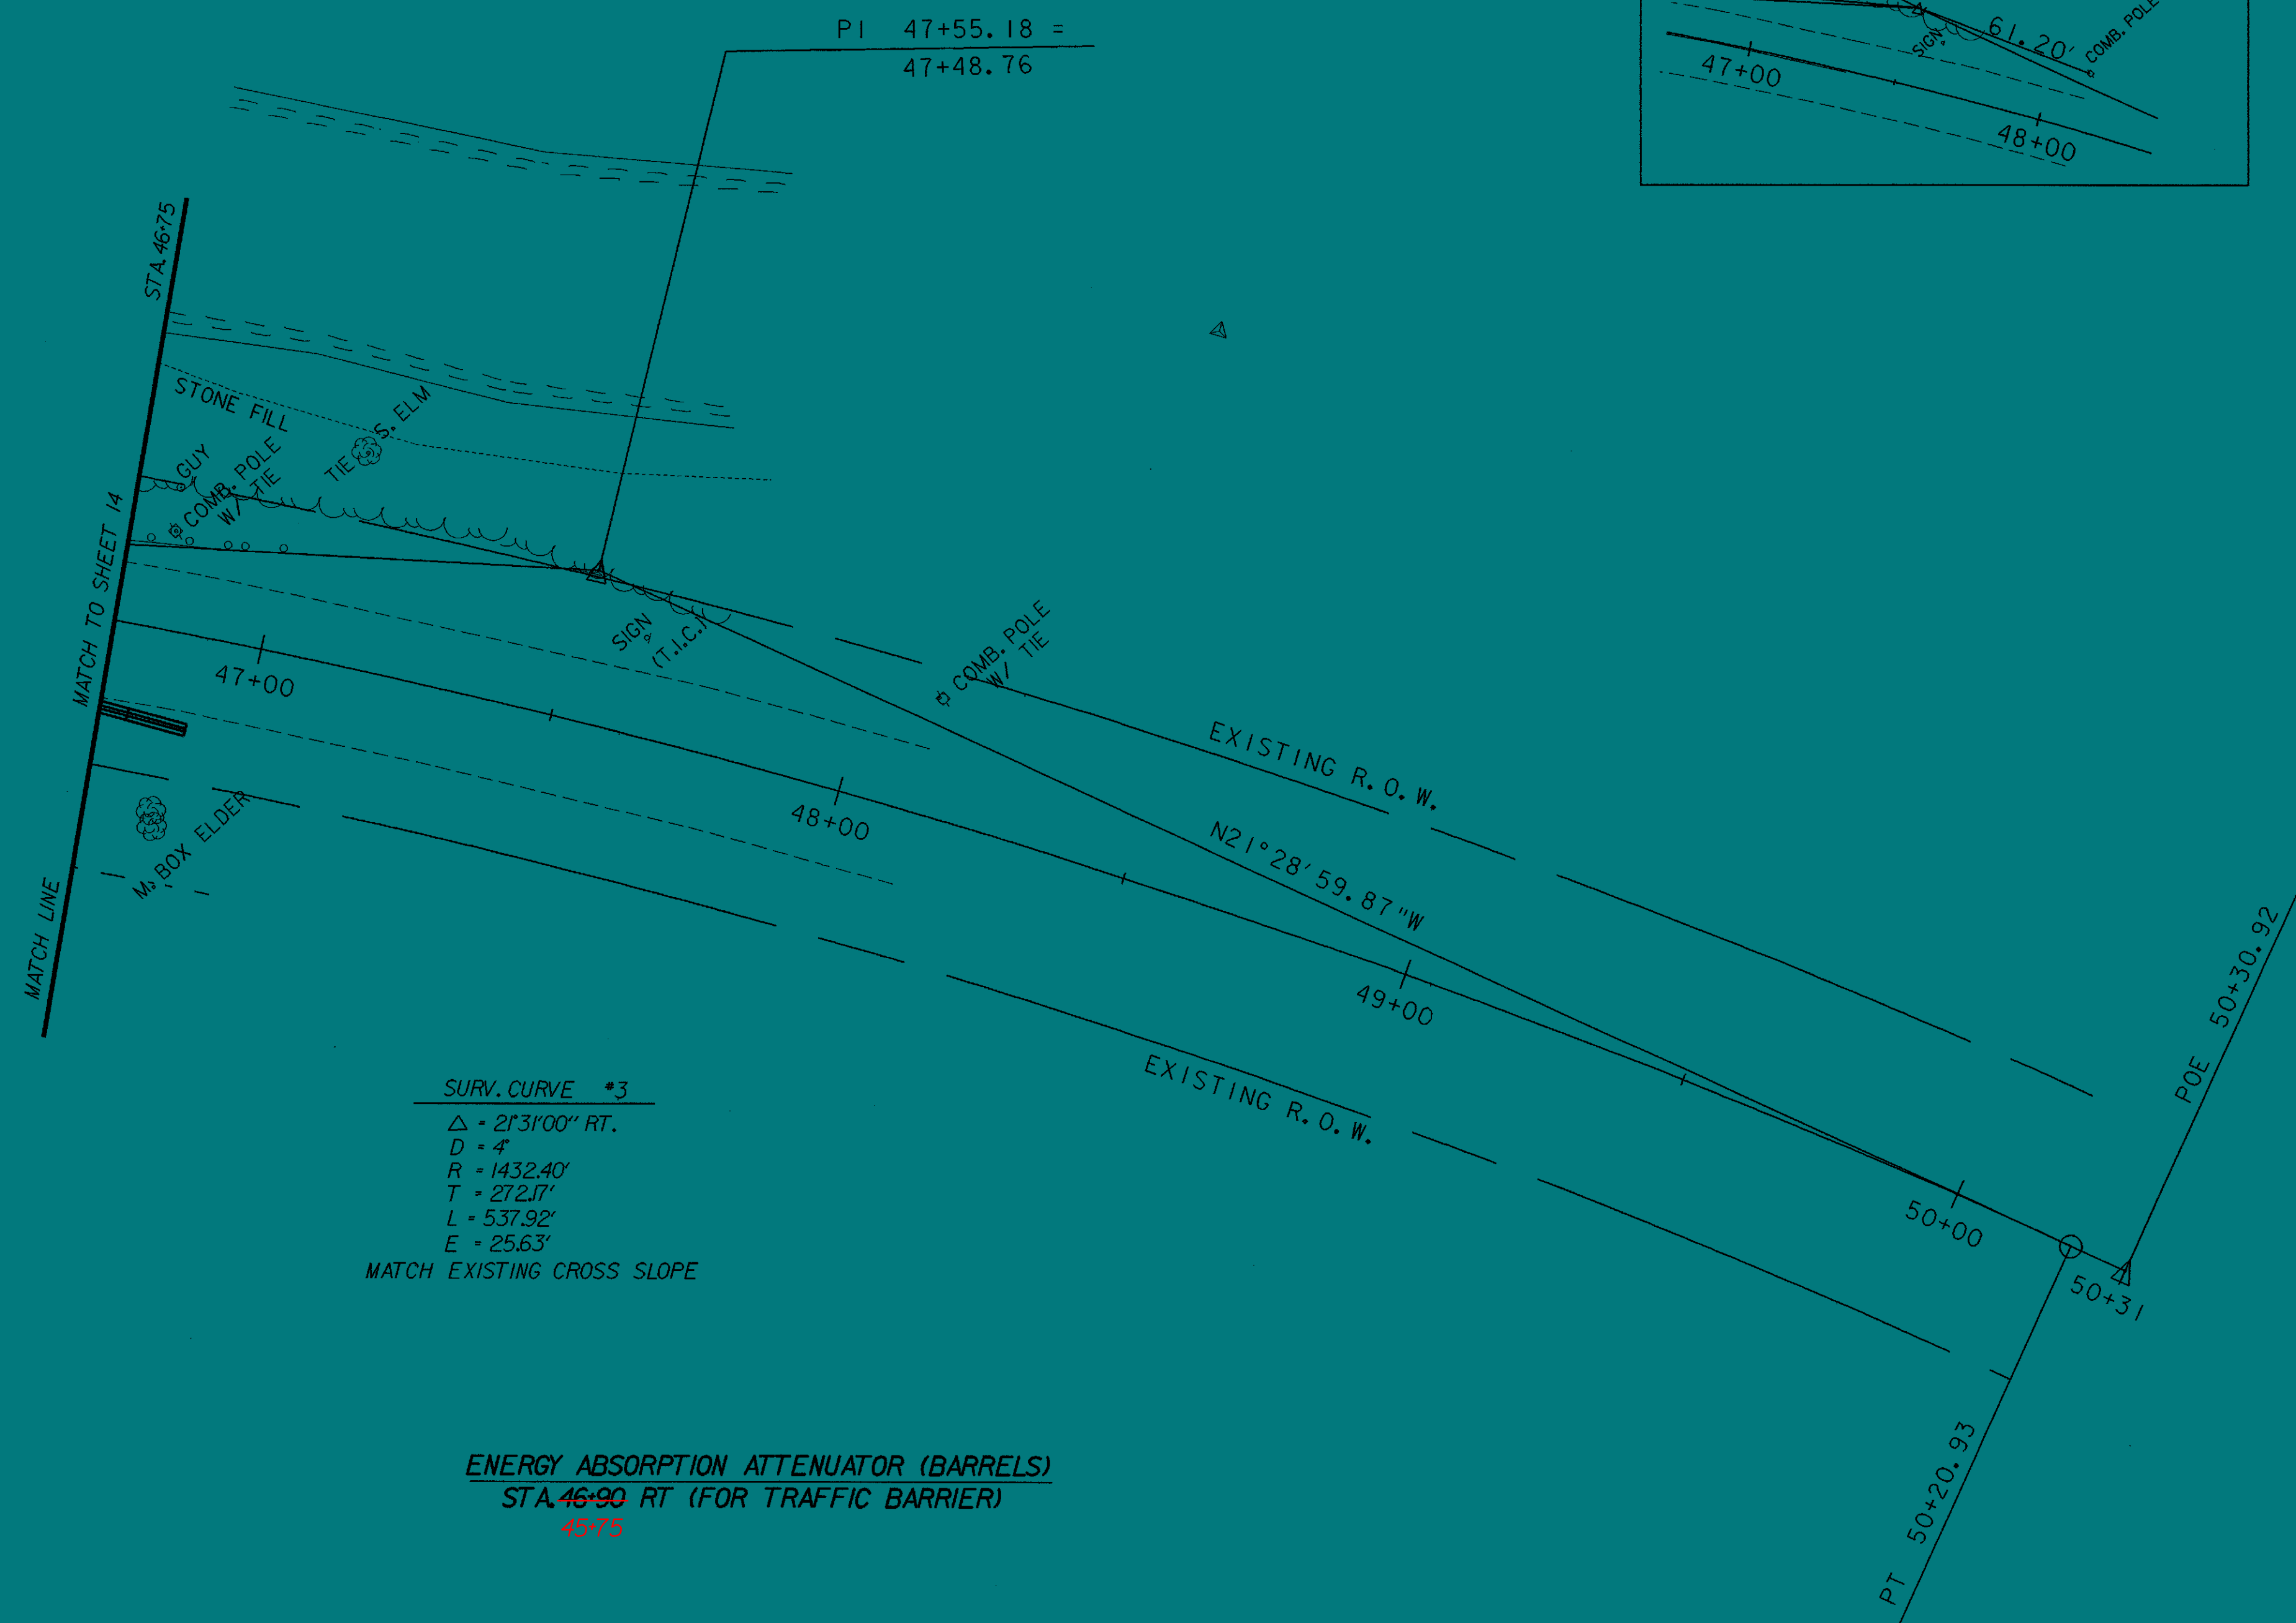 PI 47+55.18 =
47+48.76
61.20'
COMB. POLE
SIGN
47+00
48+00
STA. 46+75
STONE FILL
S. ELM
TIE
GUY
COMB. POLE
W/ TIE
MATCH TO SHEET 14
SIGN
(T.I.C.)
COMB. POLE
W/ TIE
47+00
48+00
EXISTING R.O.W.
N21°28'59.87"W
M. BOX ELDER
MATCH LINE
49+00
EXISTING R.O.W.
POE 50+30.92
50+00
50+31
PT 50+20.93
SURV. CURVE #3
△ = 21°31'00" RT.
D = 4°
R = 1432.40'
T = 272.17'
L = 537.92'
E = 25.63'
MATCH EXISTING CROSS SLOPE
ENERGY ABSORPTION ATTENUATOR (BARRELS)
STA. 46+90 RT (FOR TRAFFIC BARRIER)
45+75